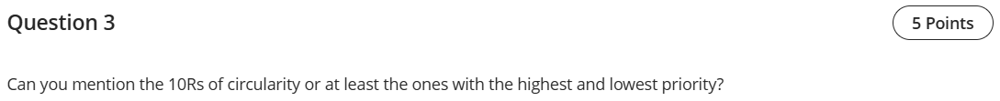 Question 3
5 Points
Can you mention the 10Rs of circularity or at least the ones with the highest and lowest priority?